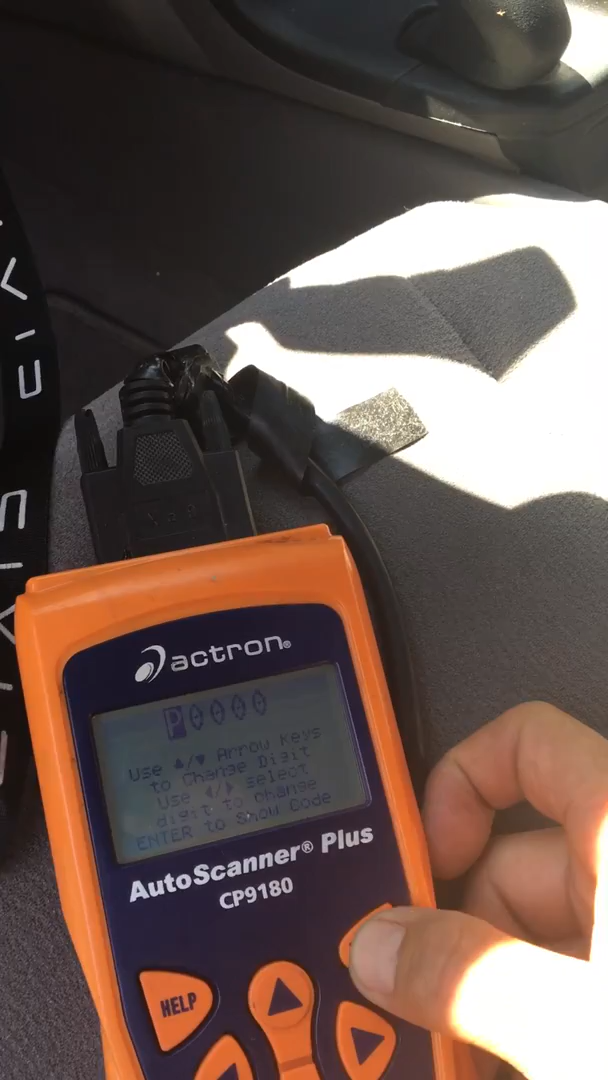 actron®
P0000
Use ▲/▼ Arrow Keys
to Change Digit
Use ◀/▶ select
digit to change
ENTER to Show Code
AutoScanner® Plus
CP9180
HELP